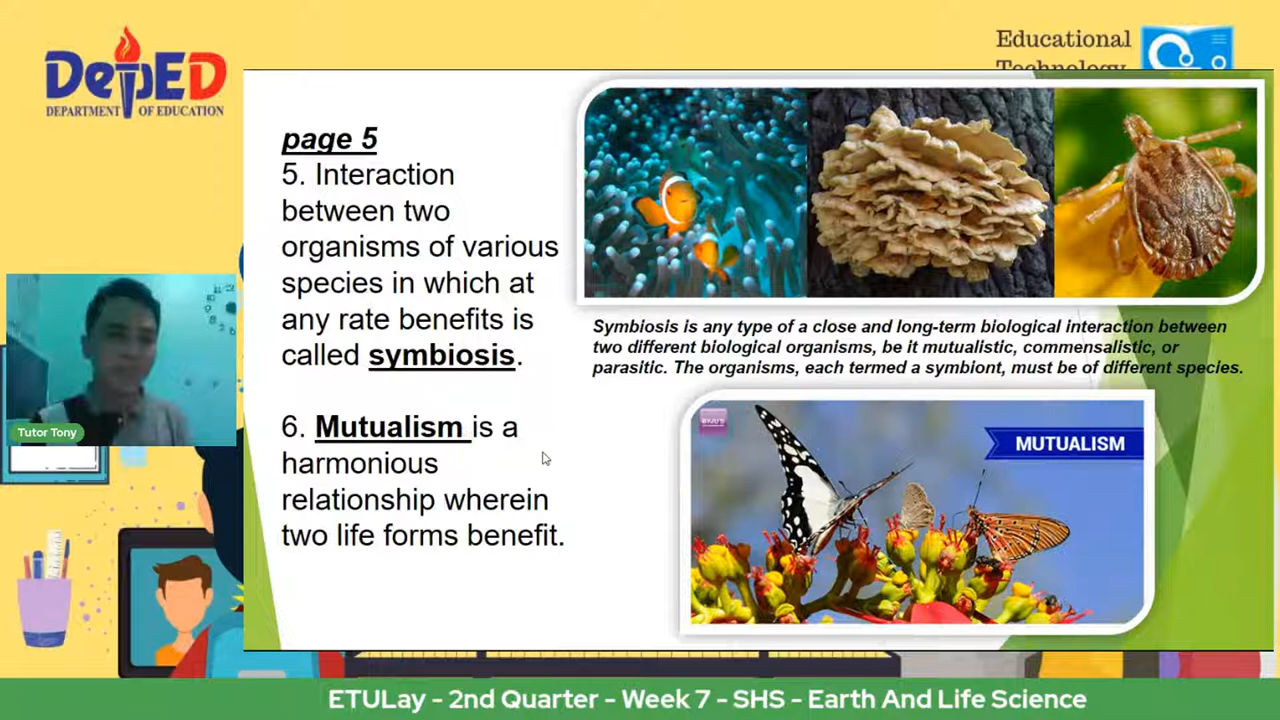 DepED
DEPARTMENT OF EDUCATION
Educational
Technology
page 5
5. Interaction
between two
organisms of various
species in which at
any rate benefits is
called symbiosis.
6. Mutualism is a
harmonious
relationship wherein
two life forms benefit.
Symbiosis is any type of a close and long-term biological interaction between
two different biological organisms, be it mutualistic, commensalistic, or
parasitic. The organisms, each termed a symbiont, must be of different species.
BYJU'S
MUTUALISM
Tutor Tony
ETULay - 2nd Quarter - Week 7 - SHS - Earth And Life Science